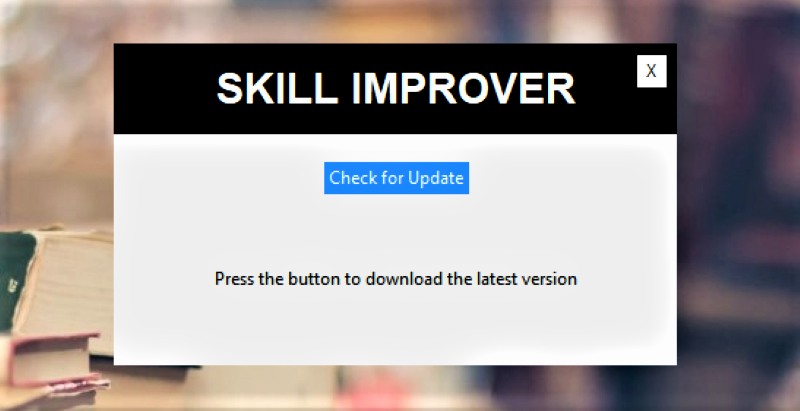 SKILL IMPROVER
X
Check for Update
Press the button to download the latest version